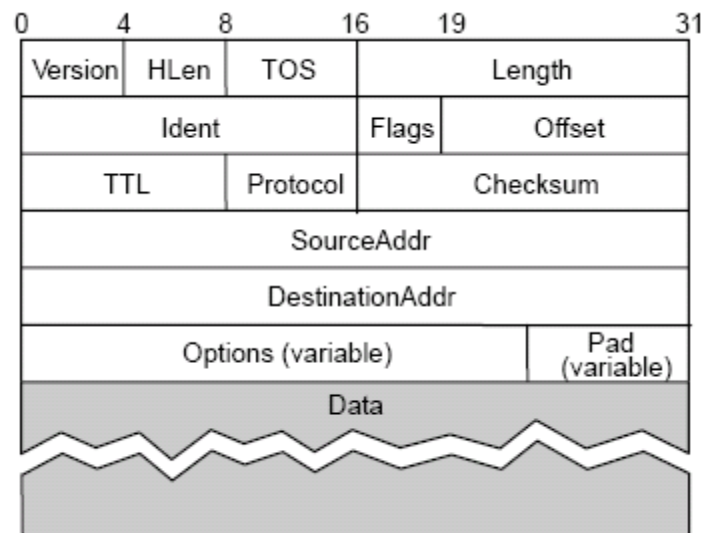 0 4 8 16 19 31
Version HLen TOS Length
Ident Flags Offset
TTL Protocol Checksum
SourceAddr
DestinationAddr
Options (variable) Pad
(variable)
Data